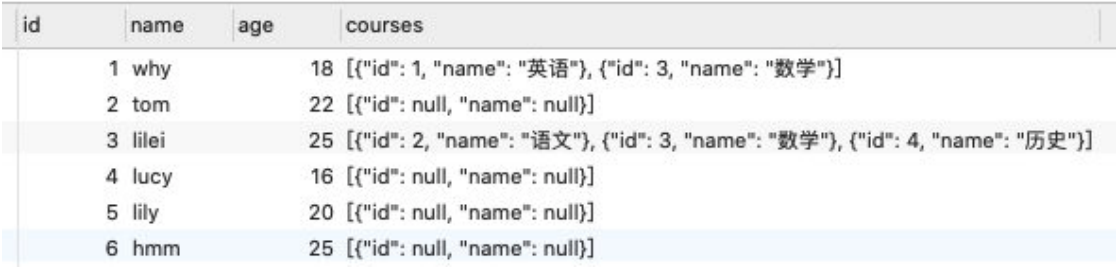 id name age courses
1 why 18 [{"id": 1, "name": "英语"}, {"id": 3, "name": "数学"}]
2 tom 22 [{"id": null, "name": null}]
3 lilei 25 [{"id": 2, "name": "语文"}, {"id": 3, "name": "数学"}, {"id": 4, "name": "历史"}]
4 lucy 16 [{"id": null, "name": null}]
5 lily 20 [{"id": null, "name": null}]
6 hmm 25 [{"id": null, "name": null}]